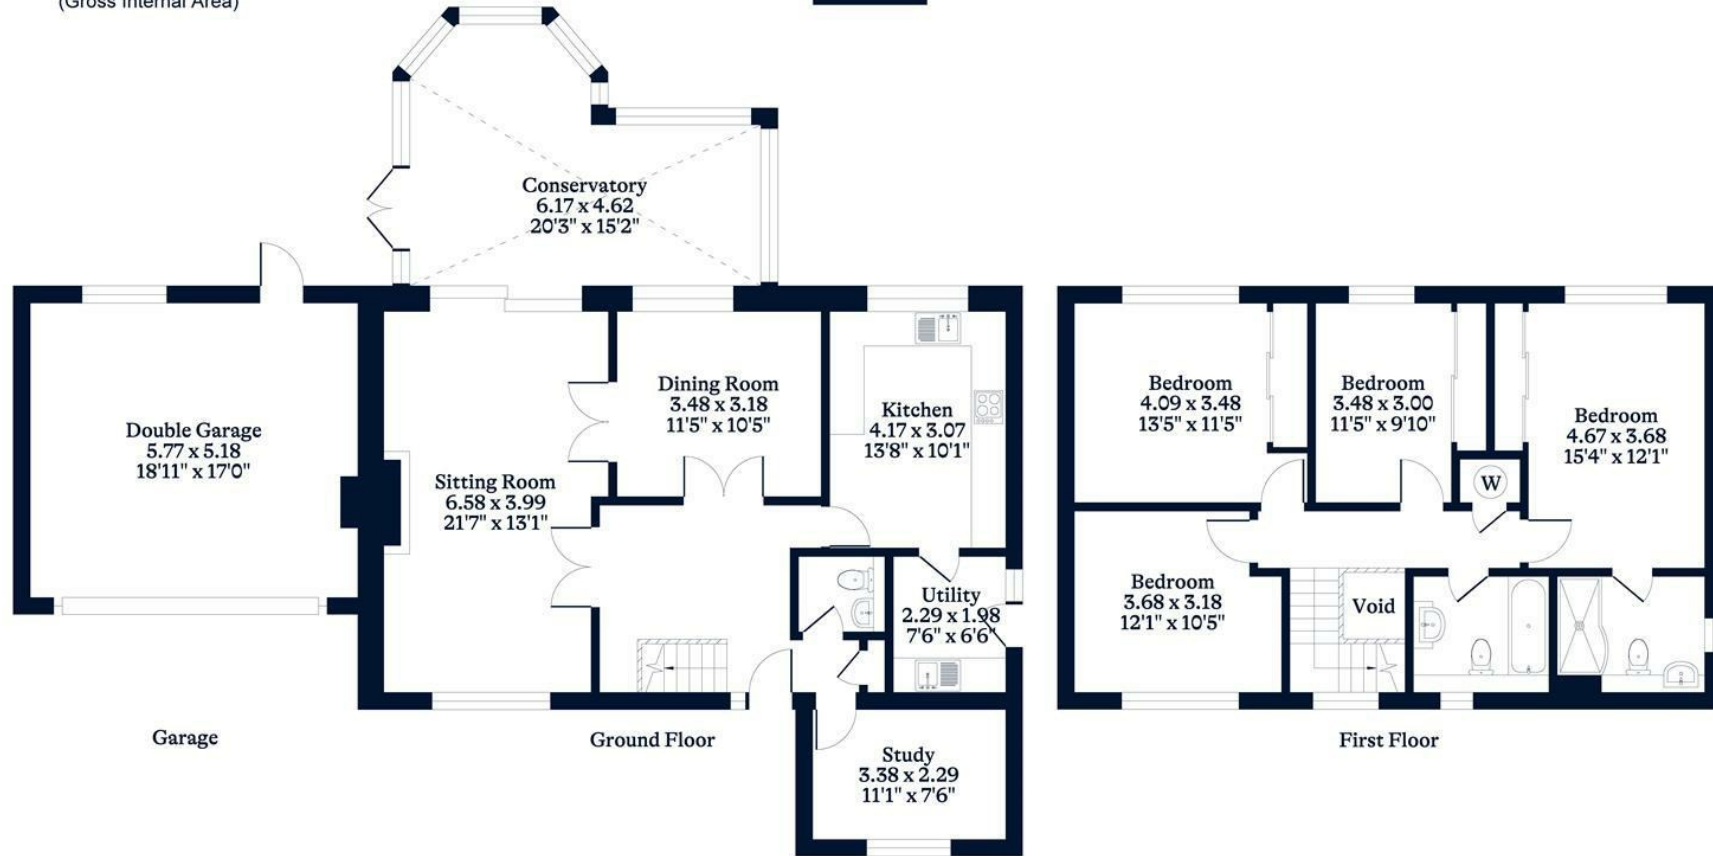 (Gross Internal Area)
Conservatory
6.17 x 4.62
20'3" x 15'2"
Double Garage
5.77 x 5.18
18'11" x 17'0"
Sitting Room
6.58 x 3.99
21'7" x 13'1"
Dining Room
3.48 x 3.18
11'5" x 10'5"
Kitchen
4.17 x 3.07
13'8" x 10'1"
Utility
2.29 x 1.98
7'6" x 6'6"
Study
3.38 x 2.29
11'1" x 7'6"
Garage
Ground Floor
Bedroom
4.09 x 3.48
13'5" x 11'5"
Bedroom
3.48 x 3.00
11'5" x 9'10"
Bedroom
4.67 x 3.68
15'4" x 12'1"
W
Bedroom
3.68 x 3.18
12'1" x 10'5"
Void
First Floor